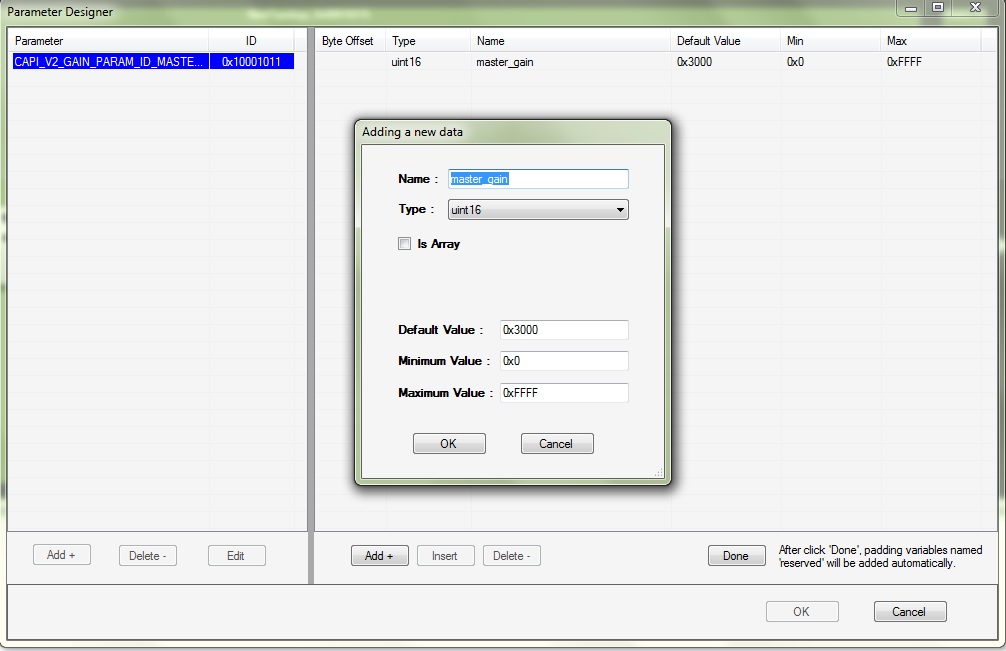 Parameter Designer
Parameter ID
CAPI_V2_GAIN_PARAM_ID_MASTE... 0x10001011
Byte Offset Type Name Default Value Min Max
uint16 master_gain 0x3000 0x0 0xFFFF
Adding a new data
Name : master_gain
Type : uint16
Is Array
Default Value : 0x3000
Minimum Value : 0x0
Maximum Value : 0xFFFF
OK Cancel
Add + Delete - Edit
Add + Insert Delete - Done
After click 'Done', padding variables named
'reserved' will be added automatically.
OK Cancel